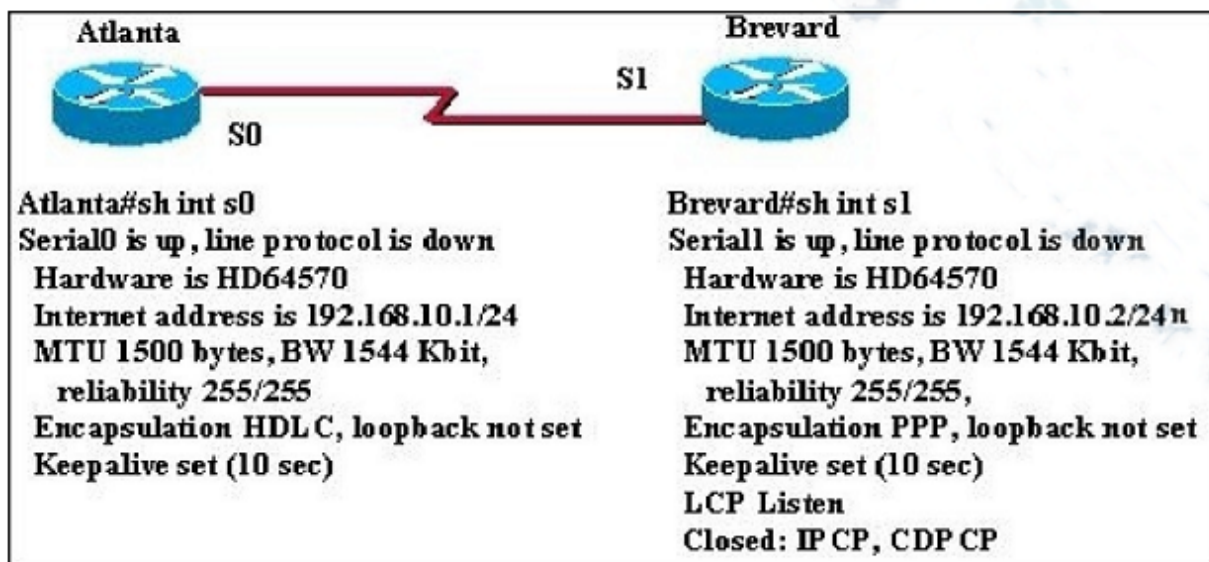 Atlanta
Brevard
S1
S0
Atlanta#sh int s0
Serial0 is up, line protocol is down
Hardware is HD64570
Internet address is 192.168.10.1/24
MTU 1500 bytes, BW 1544 Kbit,
reliability 255/255
Encapsulation HDLC, loopback not set
Keepalive set (10 sec)
Brevard#sh int s1
Serial1 is up, line protocol is down
Hardware is HD64570
Internet address is 192.168.10.2/24n
MTU 1500 bytes, BW 1544 Kbit,
reliability 255/255,
Encapsulation PPP, loopback not set
Keepalive set (10 sec)
LCP Listen
Closed: IPCP, CDPCP